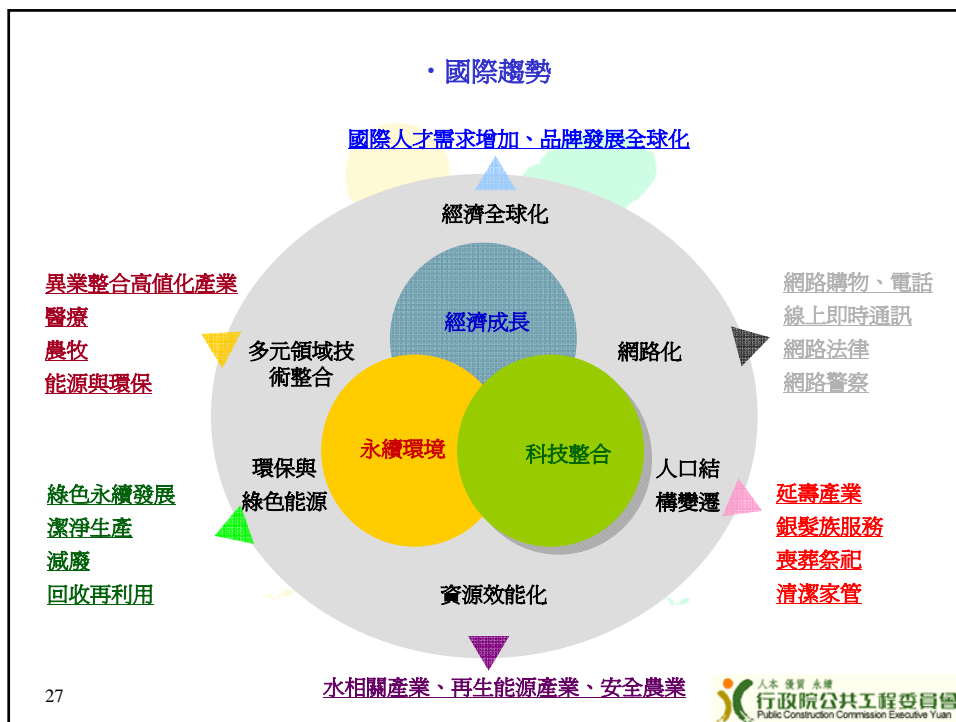 ・國際趨勢
國際人才需求增加、品牌發展全球化
經濟全球化
異業整合高值化產業
醫療
農牧
能源與環保
網路購物、電話
線上即時通訊
網路法律
網路警察
經濟成長
多元領域技
術整合
網路化
永續環境
科技整合
環保與
綠色能源
人口結
構變遷
綠色永續發展
潔淨生產
減廢
回收再利用
延壽產業
銀髮族服務
喪葬祭祀
清潔家管
資源效能化
水相關產業、再生能源產業、安全農業
27
人本 優質 永續
行政院公共工程委員會
Public Construction Commission Executive Yuan